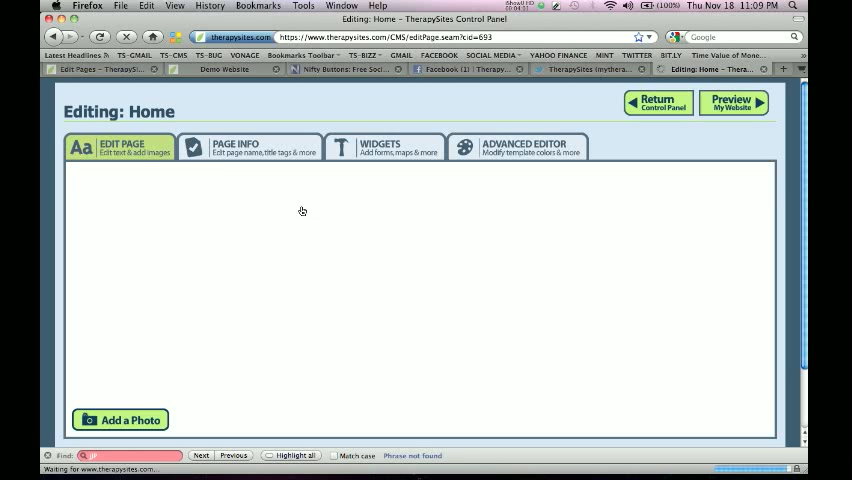 Firefox File Edit View History Bookmarks Tools Window Help iShowU HD (100%) Thu Nov 18 11:09 PM
Editing: Home – TherapySites Control Panel
therapysites.com https://www.therapysites.com/CMS/editPage.seam?cid=693 Google
Latest Headlines TS-GMAIL TS-CMS TS-BUG VONAGE Bookmarks Toolbar TS-BIZZ GMAIL FACEBOOK SOCIAL MEDIA YAHOO FINANCE MINT TWITTER BIT.LY Time Value of Mone...
Edit Pages – TherapySi... Demo Website Nifty Buttons: Free Soci... Facebook (1) | Therapy... TherapySites (mythera... Editing: Home – Thera...
Editing: Home
Return
Control Panel
Preview
My Website
Aa EDIT PAGE
Edit text & add images
PAGE INFO
Edit page name, title tags & more
WIDGETS
Add forms, maps & more
ADVANCED EDITOR
Modify template colors & more
Add a Photo
Find: Next Previous Highlight all Match case Phrase not found
Waiting for www.therapysites.com...